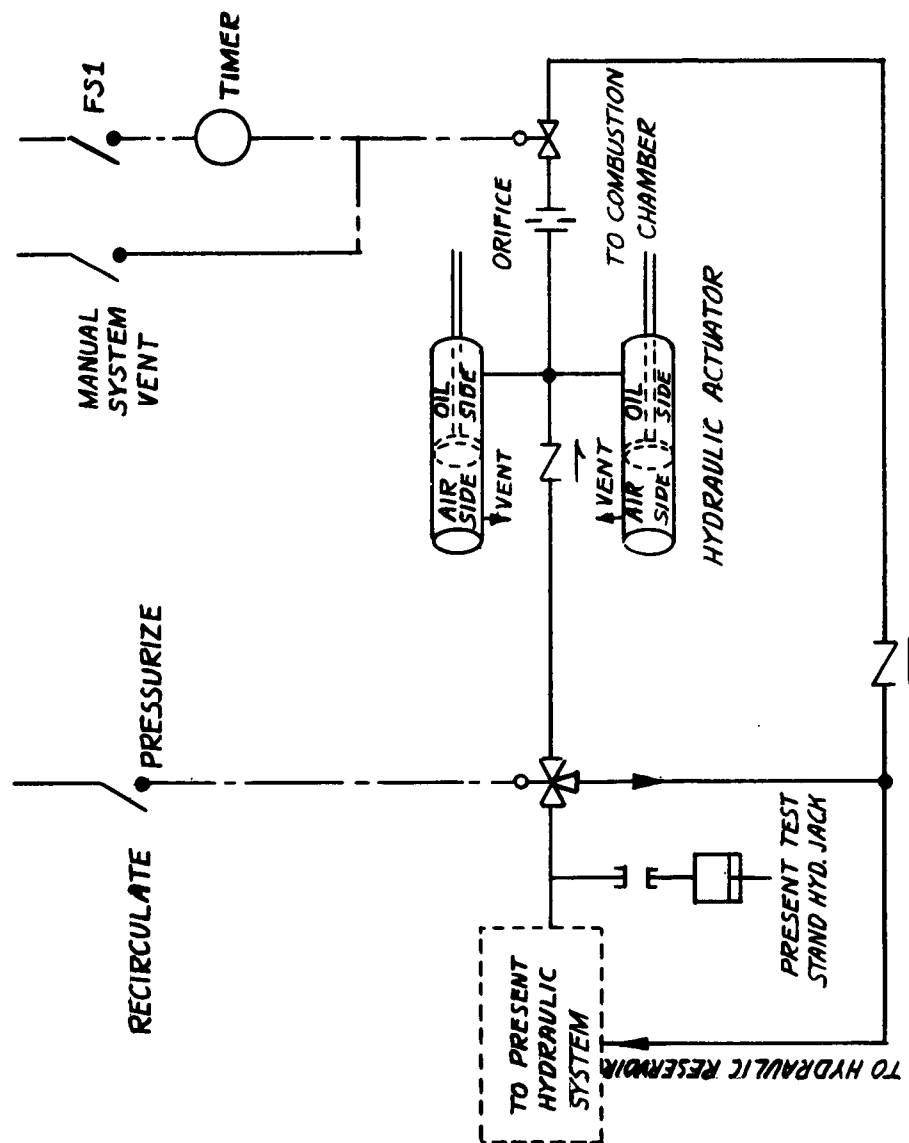 FS1
TIMER
MANUAL
SYSTEM
VENT
ORIFICE
TO COMBUSTION
CHAMBER
OIL
SIDE
AIR
SIDE
VENT
OIL
SIDE
AIR
SIDE
VENT
HYDRAULIC ACTUATOR
PRESSURIZE
RECIRCULATE
PRESENT TEST
STAND HYD. JACK
TO PRESENT
HYDRAULIC
SYSTEM
TO HYDRAULIC RESERVOIR